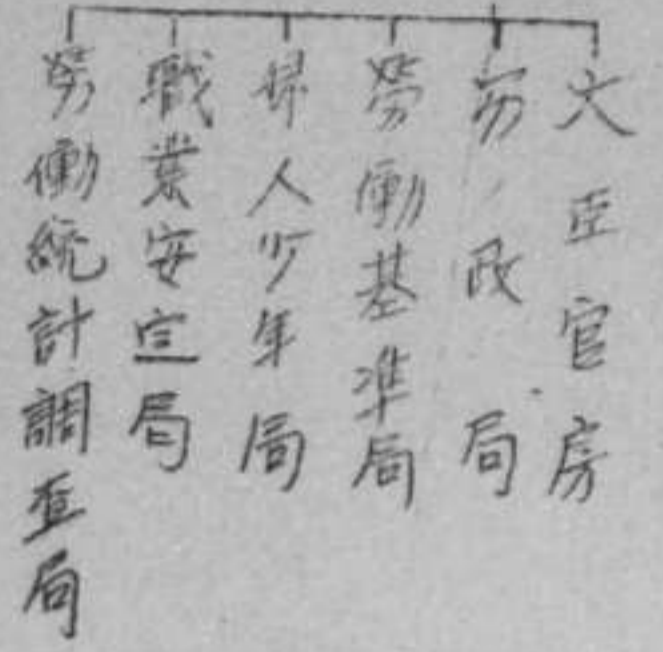 大臣官房
労政局
労働基準局
婦人少年局
職業安定局
労働統計調査局